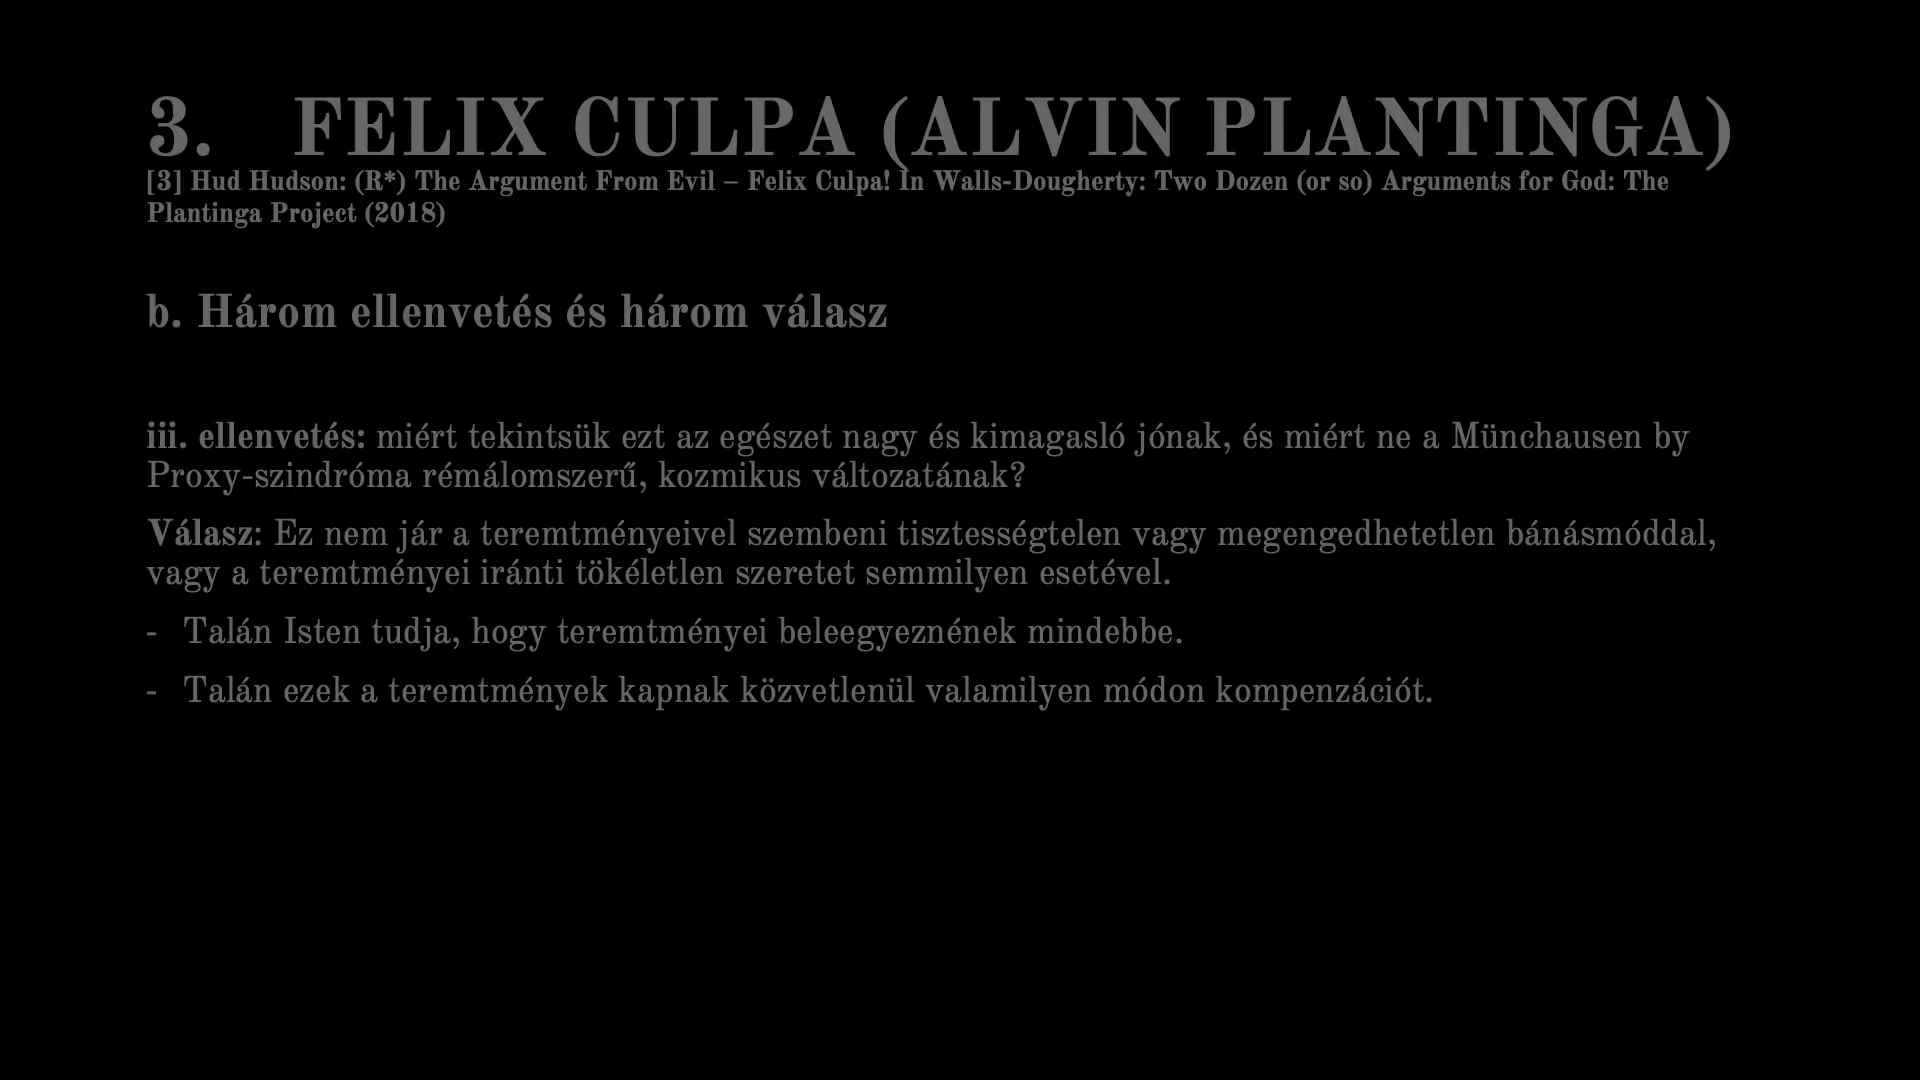 3. FELIX CULPA (ALVIN PLANTINGA)
[3] Hud Hudson: (R*) The Argument From Evil – Felix Culpa! In Walls-Dougherty: Two Dozen (or so) Arguments for God: The
Plantinga Project (2018)
b. Három ellenvetés és három válasz
iii. ellenvetés: miért tekintsük ezt az egészet nagy és kimagasló jónak, és miért ne a Münchausen by
Proxy-szindróma rémálomszerű, kozmikus változatának?
Válasz: Ez nem jár a teremtményeivel szembeni tisztességtelen vagy megengedhetetlen bánásmóddal,
vagy a teremtményei iránti tökéletlen szeretet semmilyen esetével.
- Talán Isten tudja, hogy teremtményei beleegyeznének mindebbe.
- Talán ezek a teremtmények kapnak közvetlenül valamilyen módon kompenzációt.